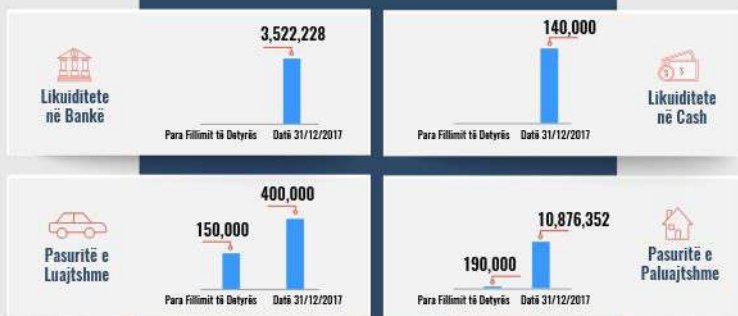 Likuiditete
në Bankë
3,522,228
Para Fillimit të Detyrës Datë 31/12/2017
140,000
Para Fillimit të Detyrës Datë 31/12/2017
Likuiditete
në Cash
Pasuritë e
Luajtshme
150,000
400,000
Para Fillimit të Detyrës Datë 31/12/2017
190,000
10,876,352
Para Fillimit të Detyrës Datë 31/12/2017
Pasuritë e
Paluajtshme